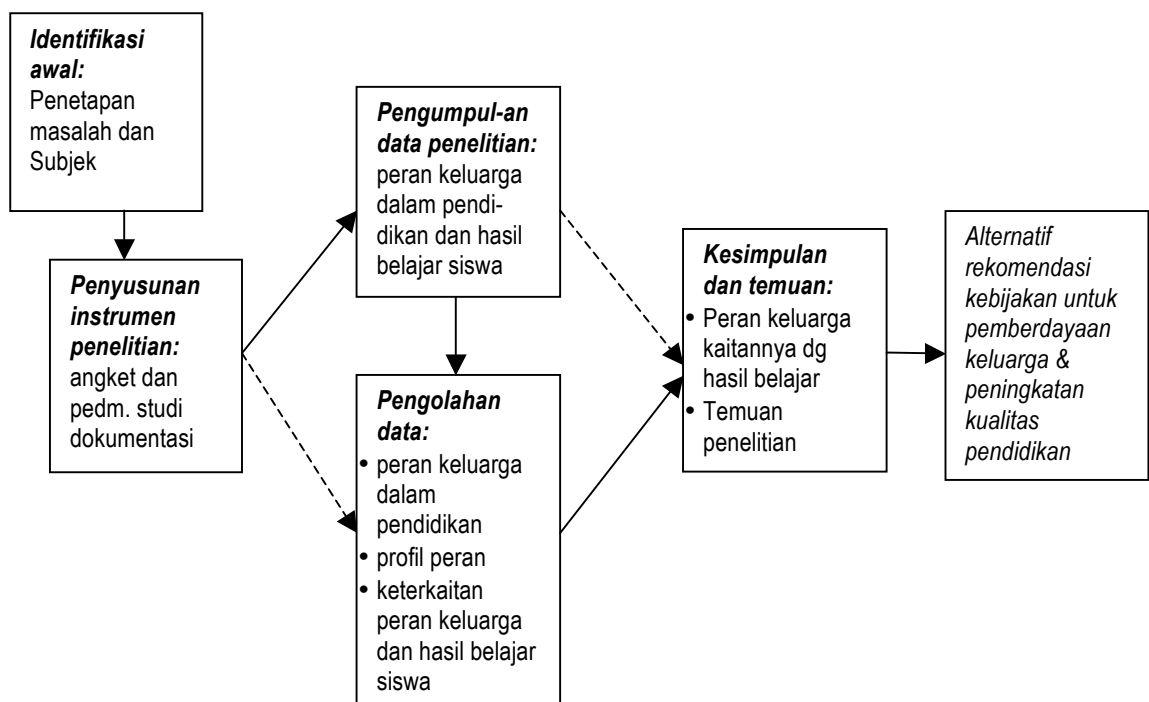 Identifikasi
awal:
Penetapan
masalah dan
Subjek
Penyusunan
instrumen
penelitian:
angket dan
pedm. studi
dokumentasi
Pengumpul-an
data penelitian:
peran keluarga
dalam pendi-
dikan dan hasil
belajar siswa
Pengolahan
data:
• peran keluarga
dalam
pendidikan
• profil peran
• keterkaitan
peran keluarga
dan hasil belajar
siswa
Kesimpulan
dan temuan:
• Peran keluarga
kaitannya dg
hasil belajar
• Temuan
penelitian
Alternatif
rekomendasi
kebijakan untuk
pemberdayaan
keluarga &
peningkatan
kualitas
pendidikan